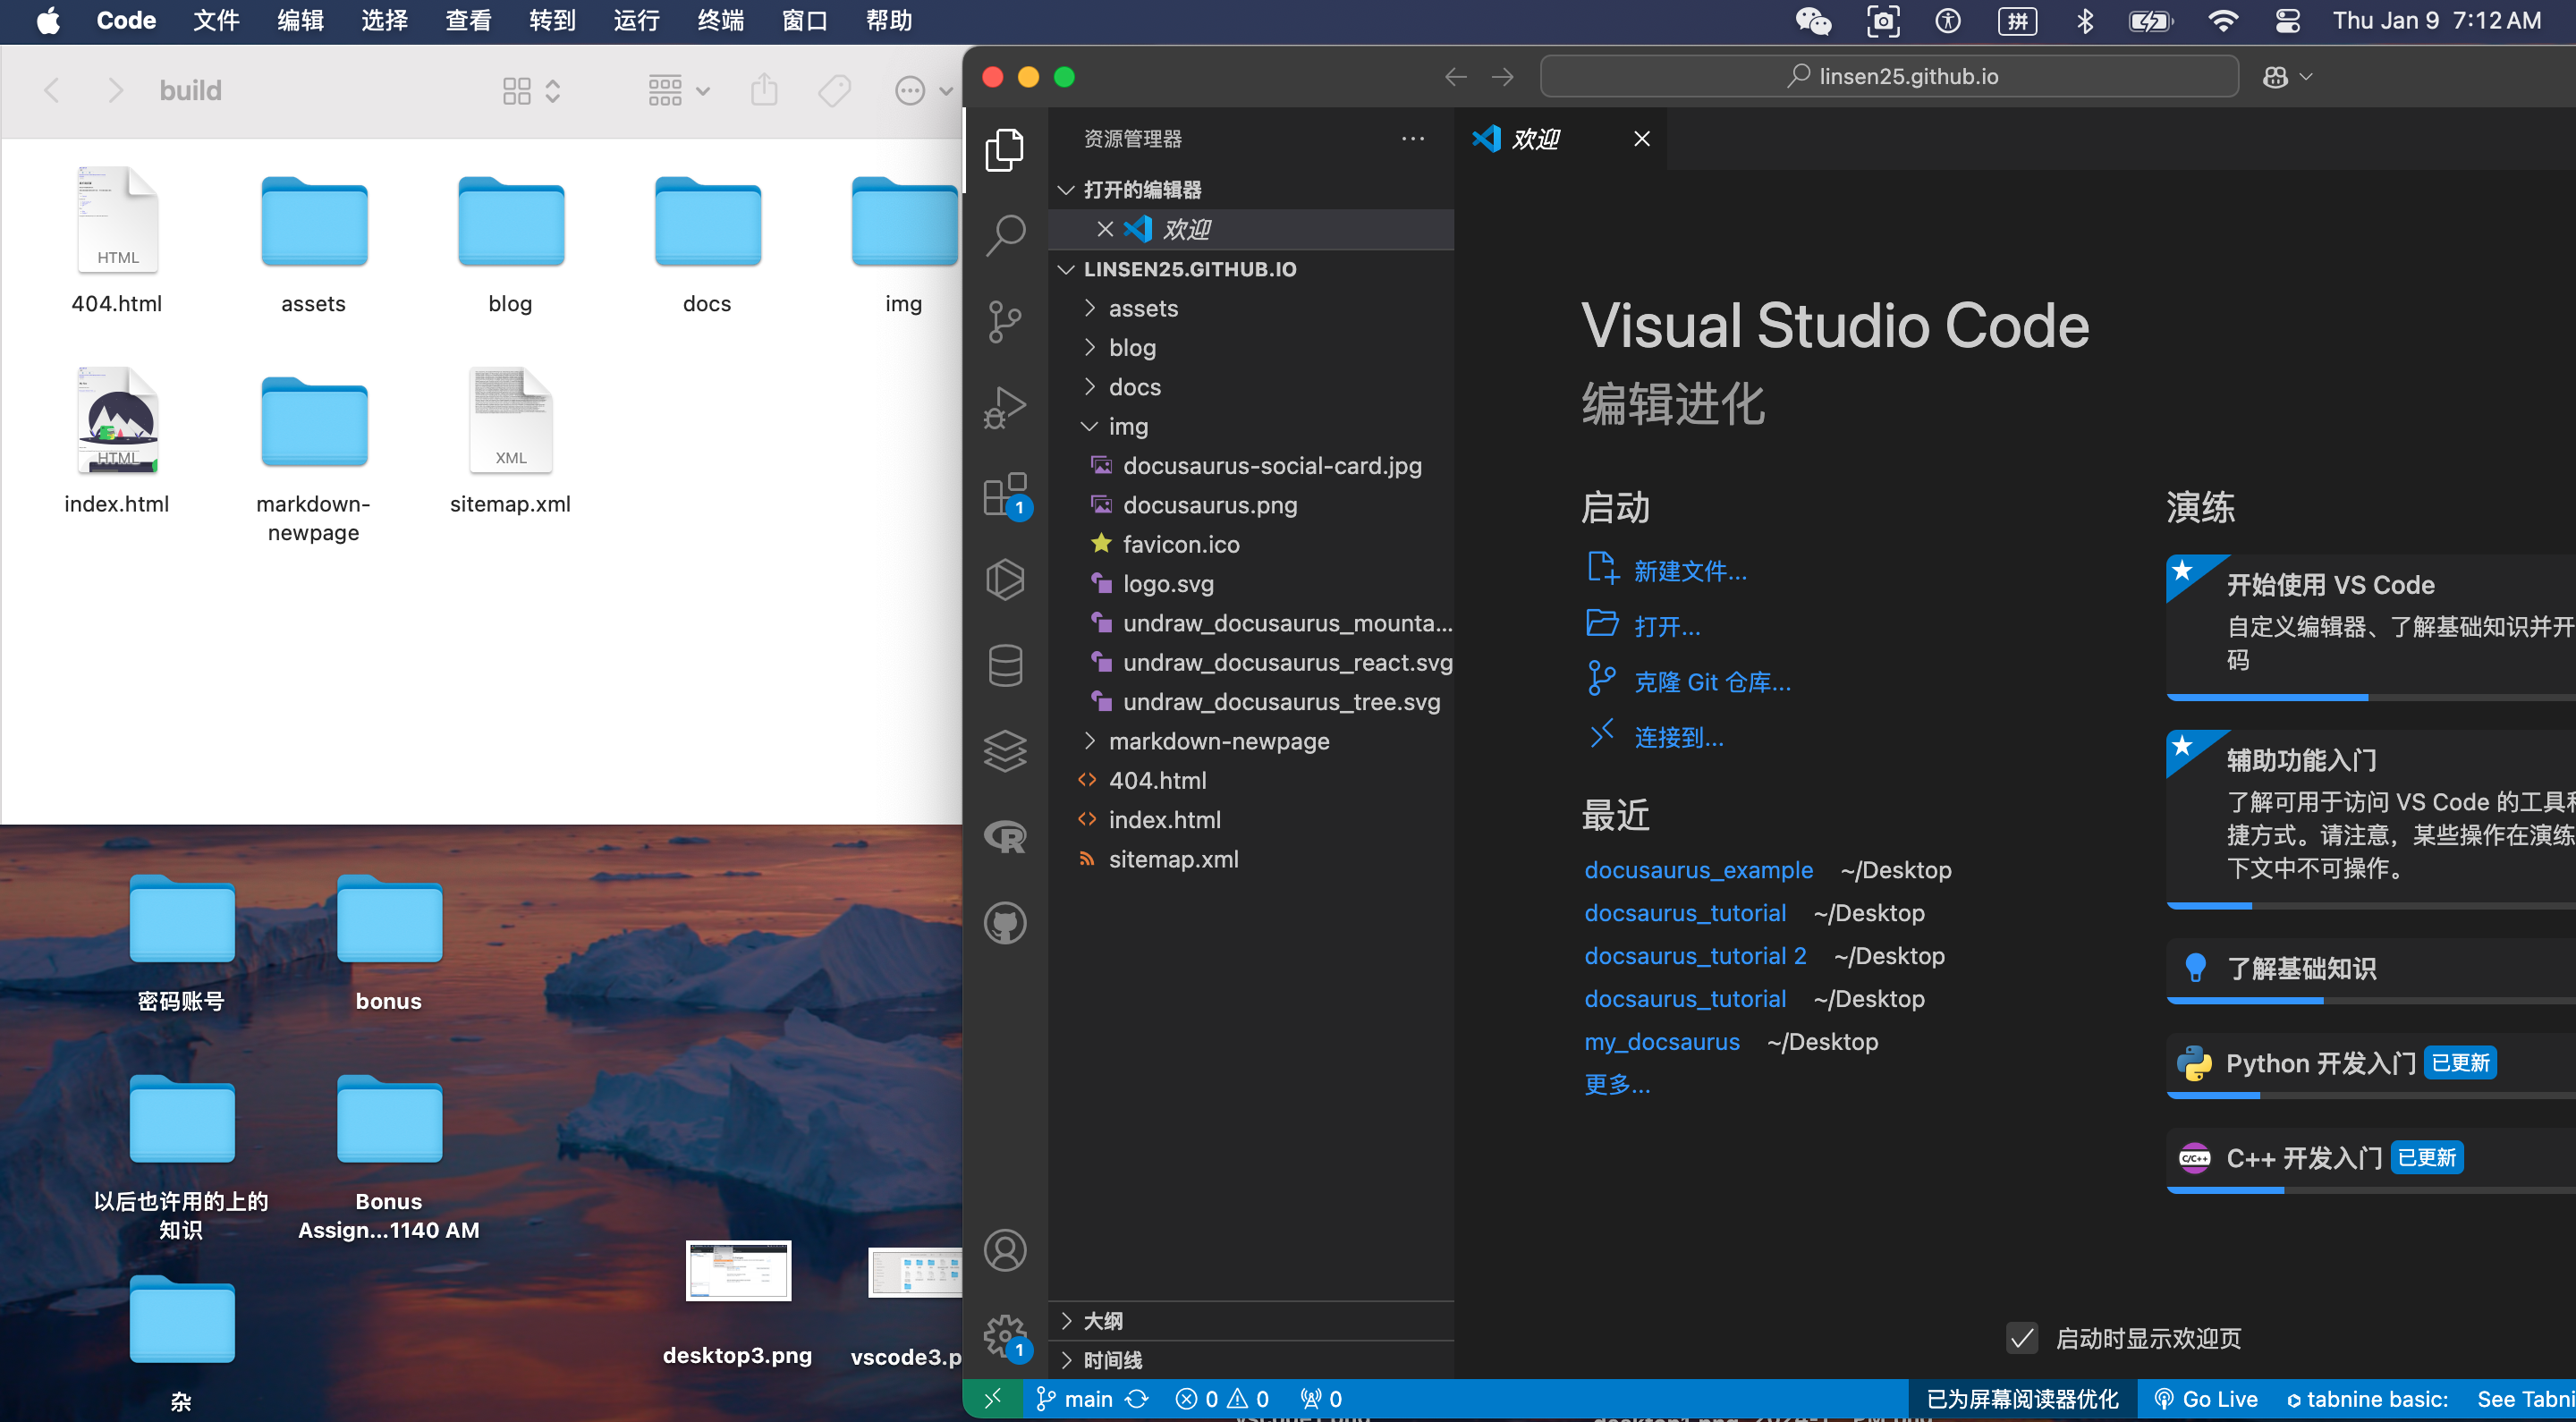 Code 文件 编辑 选择 查看 转到 运行 终端 窗口 帮助
拼 Thu Jan 9 7:12 AM
build
HTML
404.html
assets
blog
docs
img
HTML
index.html
markdown-
newpage
XML
sitemap.xml
密码账号
bonus
以后也许用的上的
知识
Bonus
Assign...1140 AM
杂
desktop3.png
vscode3.p
linsen25.github.io
资源管理器
欢迎
打开的编辑器
欢迎
LINSEN25.GITHUB.IO
assets
blog
docs
img
docusaurus-social-card.jpg
docusaurus.png
favicon.ico
logo.svg
undraw_docusaurus_mounta...
undraw_docusaurus_react.svg
undraw_docusaurus_tree.svg
markdown-newpage
404.html
index.html
sitemap.xml
1
R
1
大纲
时间线
Visual Studio Code
编辑进化
启动
新建文件...
打开...
克隆 Git 仓库...
连接到...
最近
docusaurus_example ~/Desktop
docsaurus_tutorial ~/Desktop
docsaurus_tutorial 2 ~/Desktop
docsaurus_tutorial ~/Desktop
my_docsaurus ~/Desktop
更多...
演练
开始使用 VS Code
自定义编辑器、了解基础知识并开
码
辅助功能入门
了解可用于访问 VS Code 的工具和
捷方式。请注意，某些操作在演练
下文中不可操作。
了解基础知识
Python 开发入门 已更新
C/C++
C++ 开发入门 已更新
启动时显示欢迎页
main 0 0 0
已为屏幕阅读器优化 Go Live tabnine basic: See Tabni